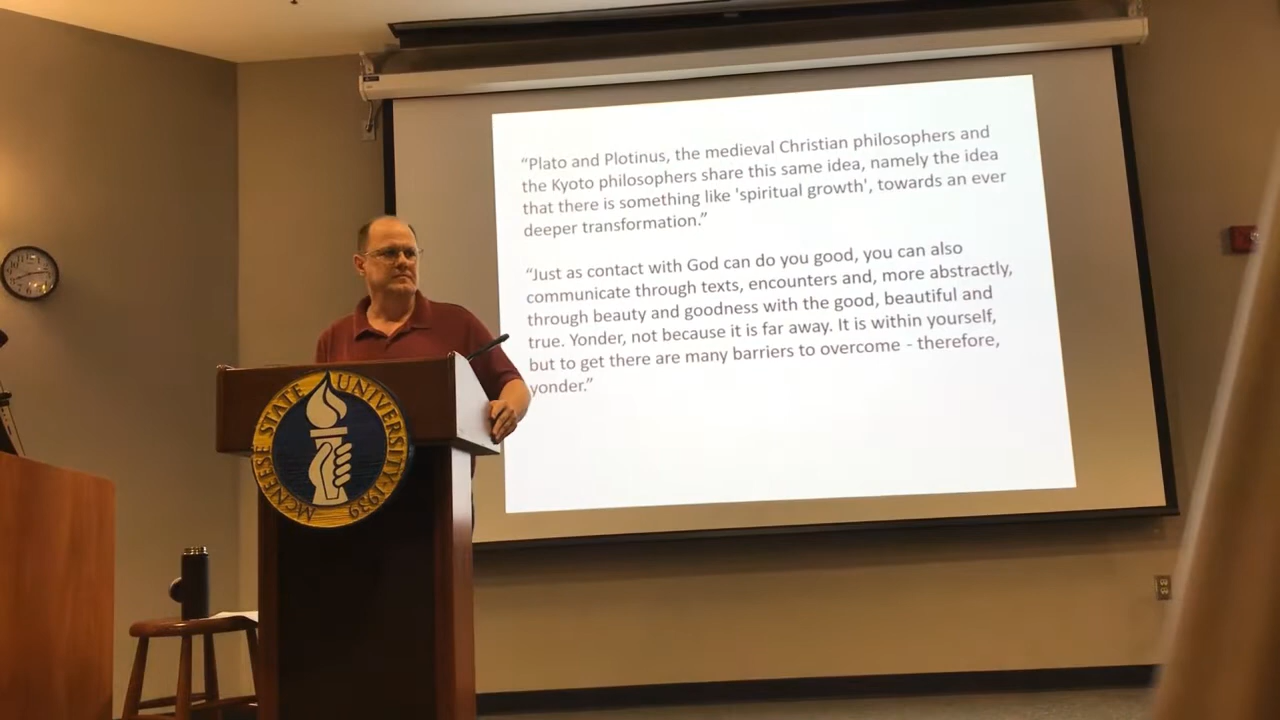 “Plato and Plotinus, the medieval Christian philosophers and
the Kyoto philosophers share this same idea, namely the idea
that there is something like 'spiritual growth', towards an ever
deeper transformation.”
“Just as contact with God can do you good, you can also
communicate through texts, encounters and, more abstractly,
through beauty and goodness with the good, beautiful and
true. Yonder, not because it is far away. It is within yourself,
but to get there are many barriers to overcome - therefore,
yonder.”
MCNEESE STATE UNIVERSITY·1939